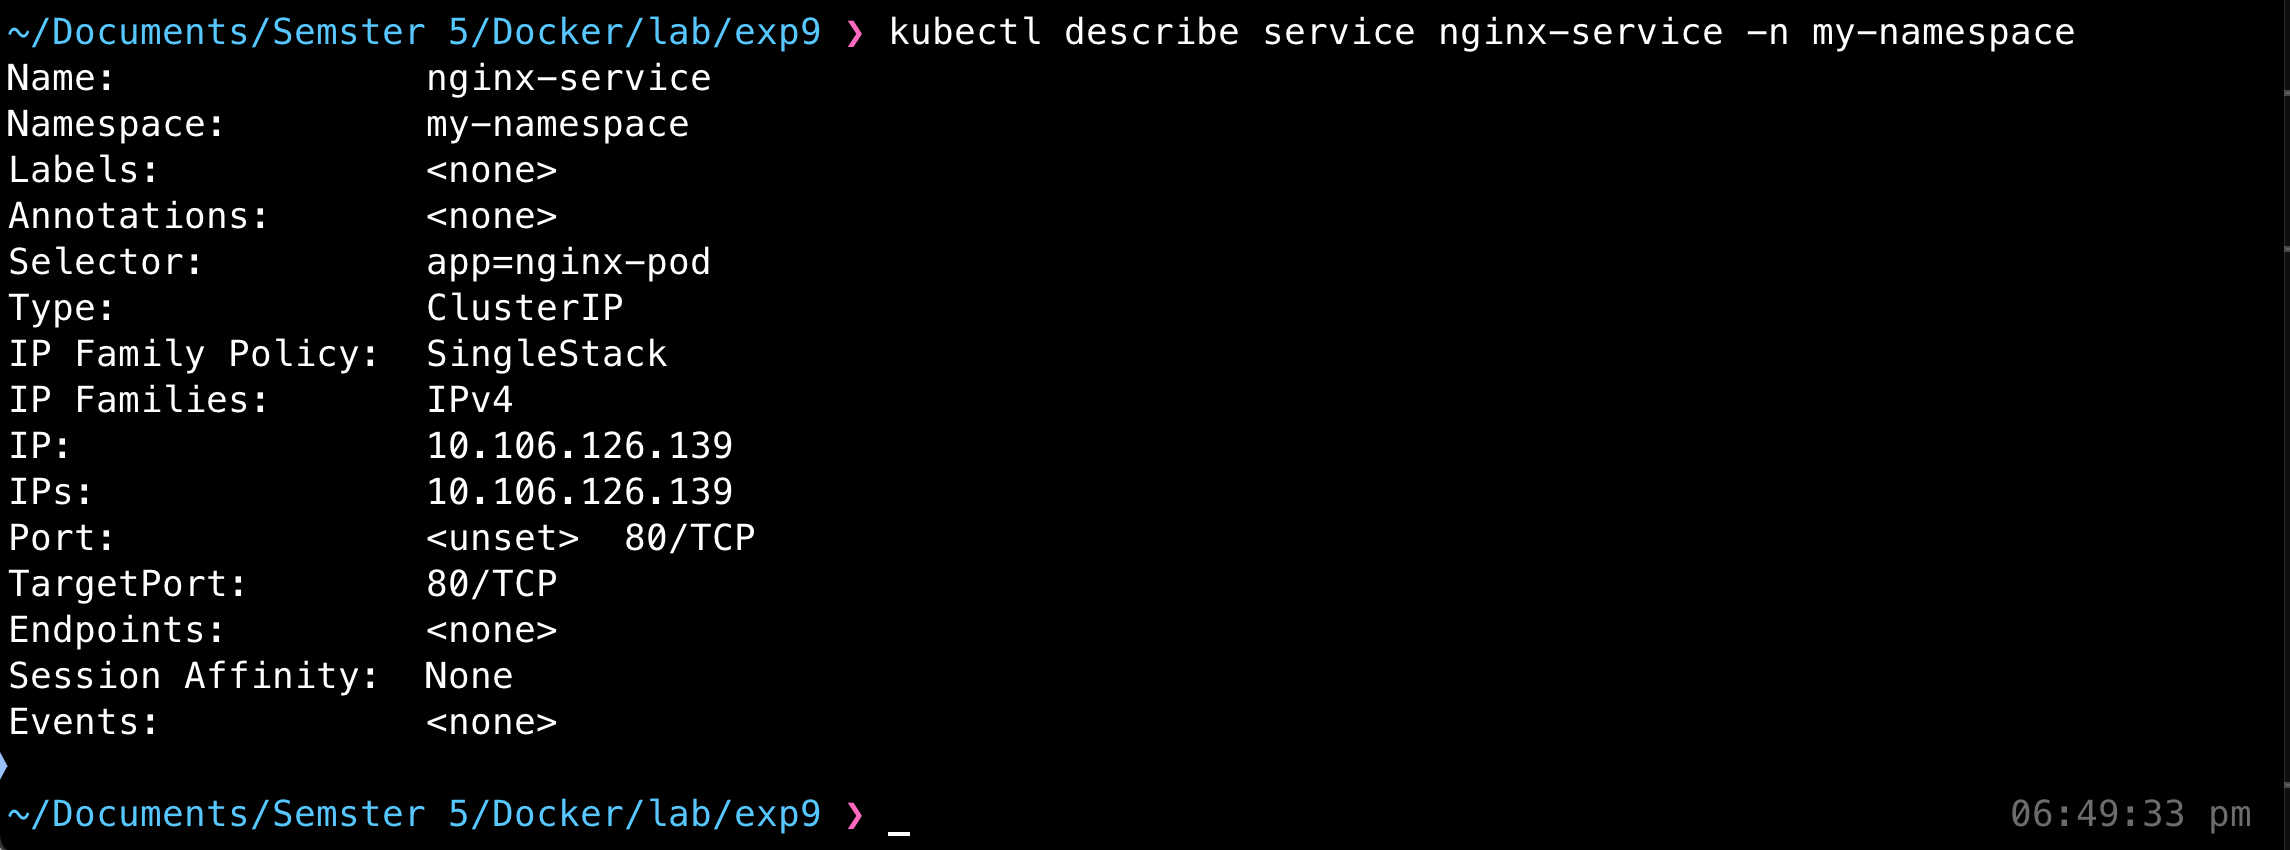 ~/Documents/Semster 5/Docker/lab/exp9 ❯ kubectl describe service nginx-service -n my-namespace
Name:              nginx-service
Namespace:         my-namespace
Labels:            <none>
Annotations:       <none>
Selector:          app=nginx-pod
Type:              ClusterIP
IP Family Policy:  SingleStack
IP Families:       IPv4
IP:                10.106.126.139
IPs:               10.106.126.139
Port:              <unset>  80/TCP
TargetPort:        80/TCP
Endpoints:         <none>
Session Affinity:  None
Events:            <none>
~/Documents/Semster 5/Docker/lab/exp9 ❯ _ 06:49:33 pm